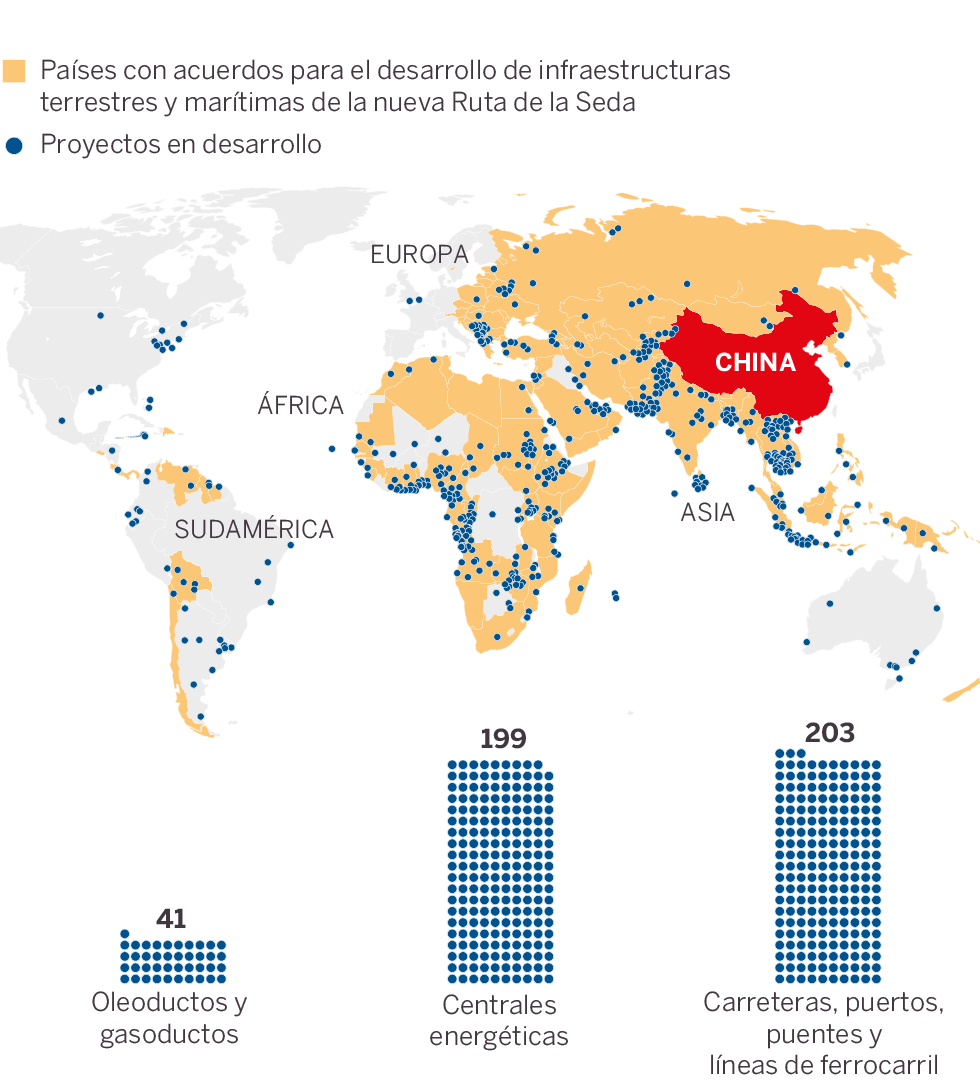 Países con acuerdos para el desarrollo de infraestructuras
terrestres y marítimas de la nueva Ruta de la Seda
Proyectos en desarrollo
EUROPA
CHINA
ÁFRICA
ASIA
SUDAMÉRICA
41
Oleoductos y
gasoductos
199
Centrales
energéticas
203
Carreteras, puertos,
puentes y
líneas de ferrocarril